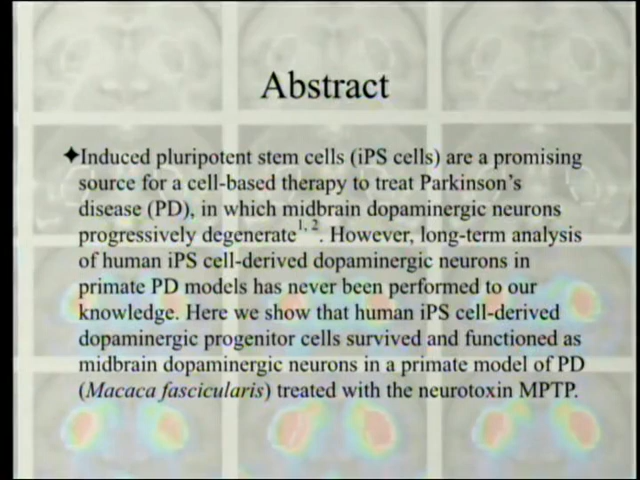 Abstract
✦Induced pluripotent stem cells (iPS cells) are a promising
source for a cell-based therapy to treat Parkinson's
disease (PD), in which midbrain dopaminergic neurons
progressively degenerate1, 2. However, long-term analysis
of human iPS cell-derived dopaminergic neurons in
primate PD models has never been performed to our
knowledge. Here we show that human iPS cell-derived
dopaminergic progenitor cells survived and functioned as
midbrain dopaminergic neurons in a primate model of PD
(Macaca fascicularis) treated with the neurotoxin MPTP.